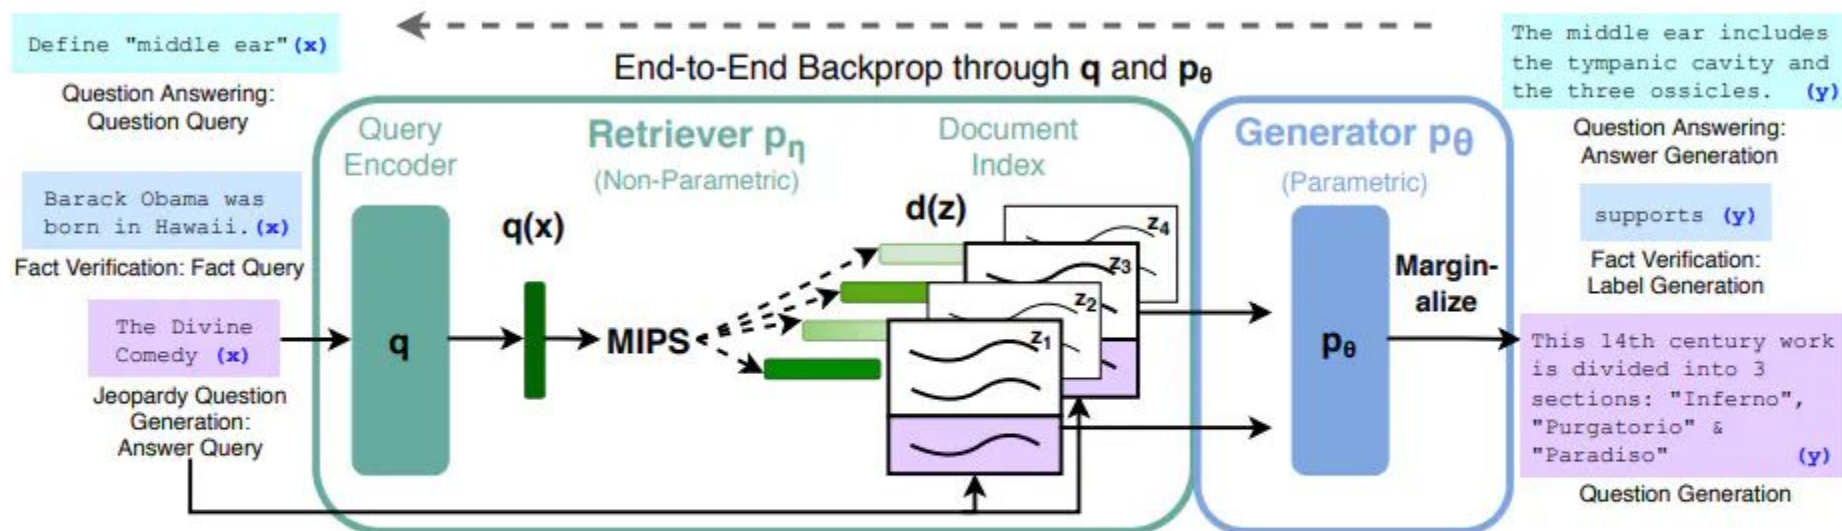 Define "middle ear" (x)
Question Answering:
Question Query
Barack Obama was
born in Hawaii. (x)
Fact Verification: Fact Query
The Divine
Comedy (x)
Jeopardy Question
Generation:
Answer Query
End-to-End Backprop through q and pθ
Query
Encoder
Retriever pη
(Non-Parametric)
Document
Index
q
q(x)
MIPS
d(z)
z4
z3
z2
z1
Generator pθ
(Parametric)
pθ
Margin-
alize
The middle ear includes
the tympanic cavity and
the three ossicles. (y)
Question Answering:
Answer Generation
supports (y)
Fact Verification:
Label Generation
This 14th century work
is divided into 3
sections: "Inferno",
"Purgatorio" &
"Paradiso" (y)
Question Generation